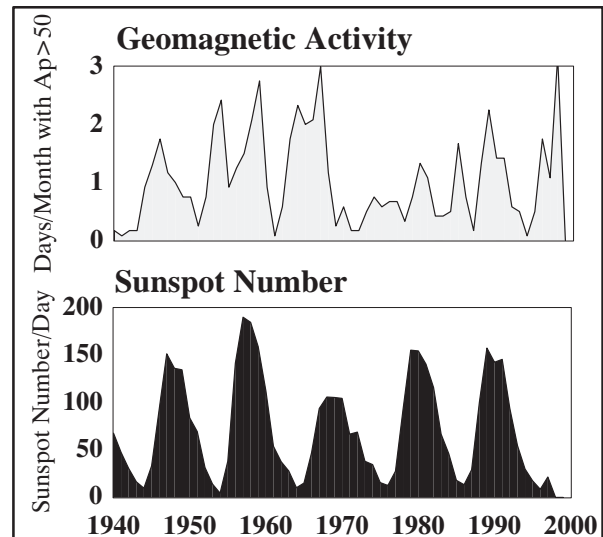 Geomagnetic Activity
Days/Month with Ap>50
3
2
1
0
Sunspot Number
Sunspot Number/Day
200
150
100
50
0
1940 1950 1960 1970 1980 1990 2000